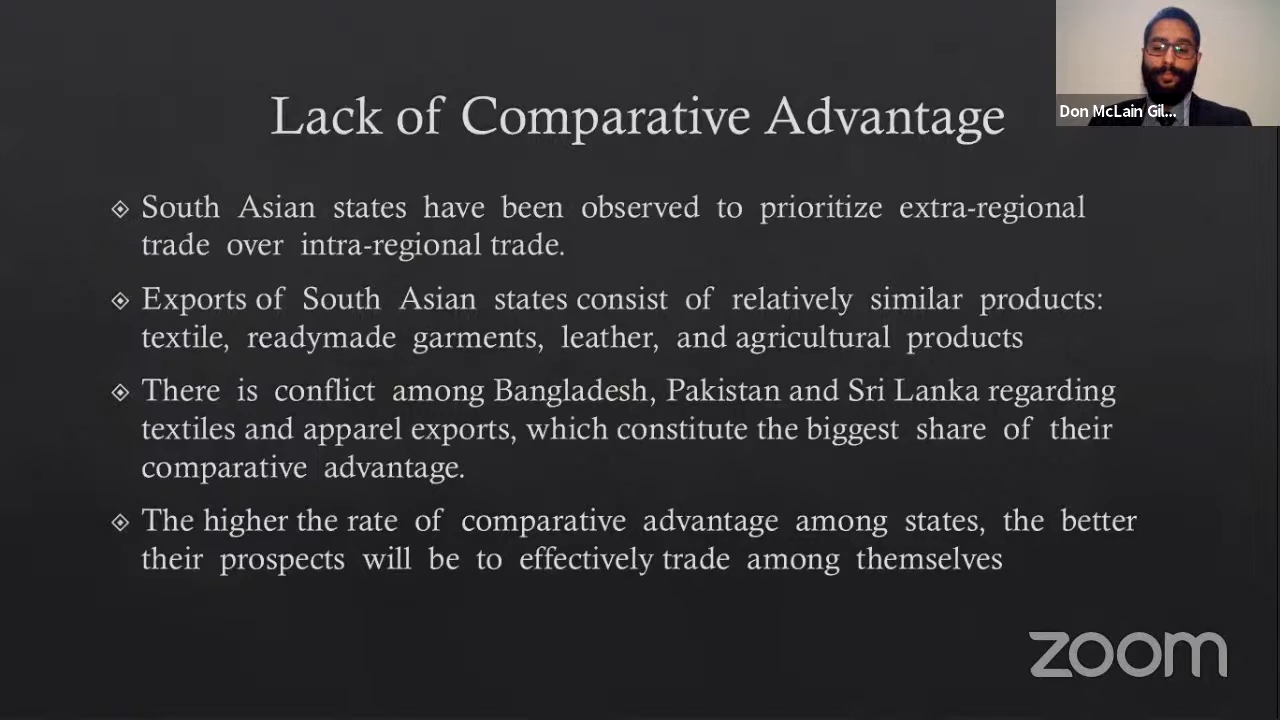 Don McLain Gil...
Lack of Comparative Advantage
South Asian states have been observed to prioritize extra-regional
trade over intra-regional trade.
Exports of South Asian states consist of relatively similar products:
textile, readymade garments, leather, and agricultural products
There is conflict among Bangladesh, Pakistan and Sri Lanka regarding
textiles and apparel exports, which constitute the biggest share of their
comparative advantage.
The higher the rate of comparative advantage among states, the better
their prospects will be to effectively trade among themselves
zoom